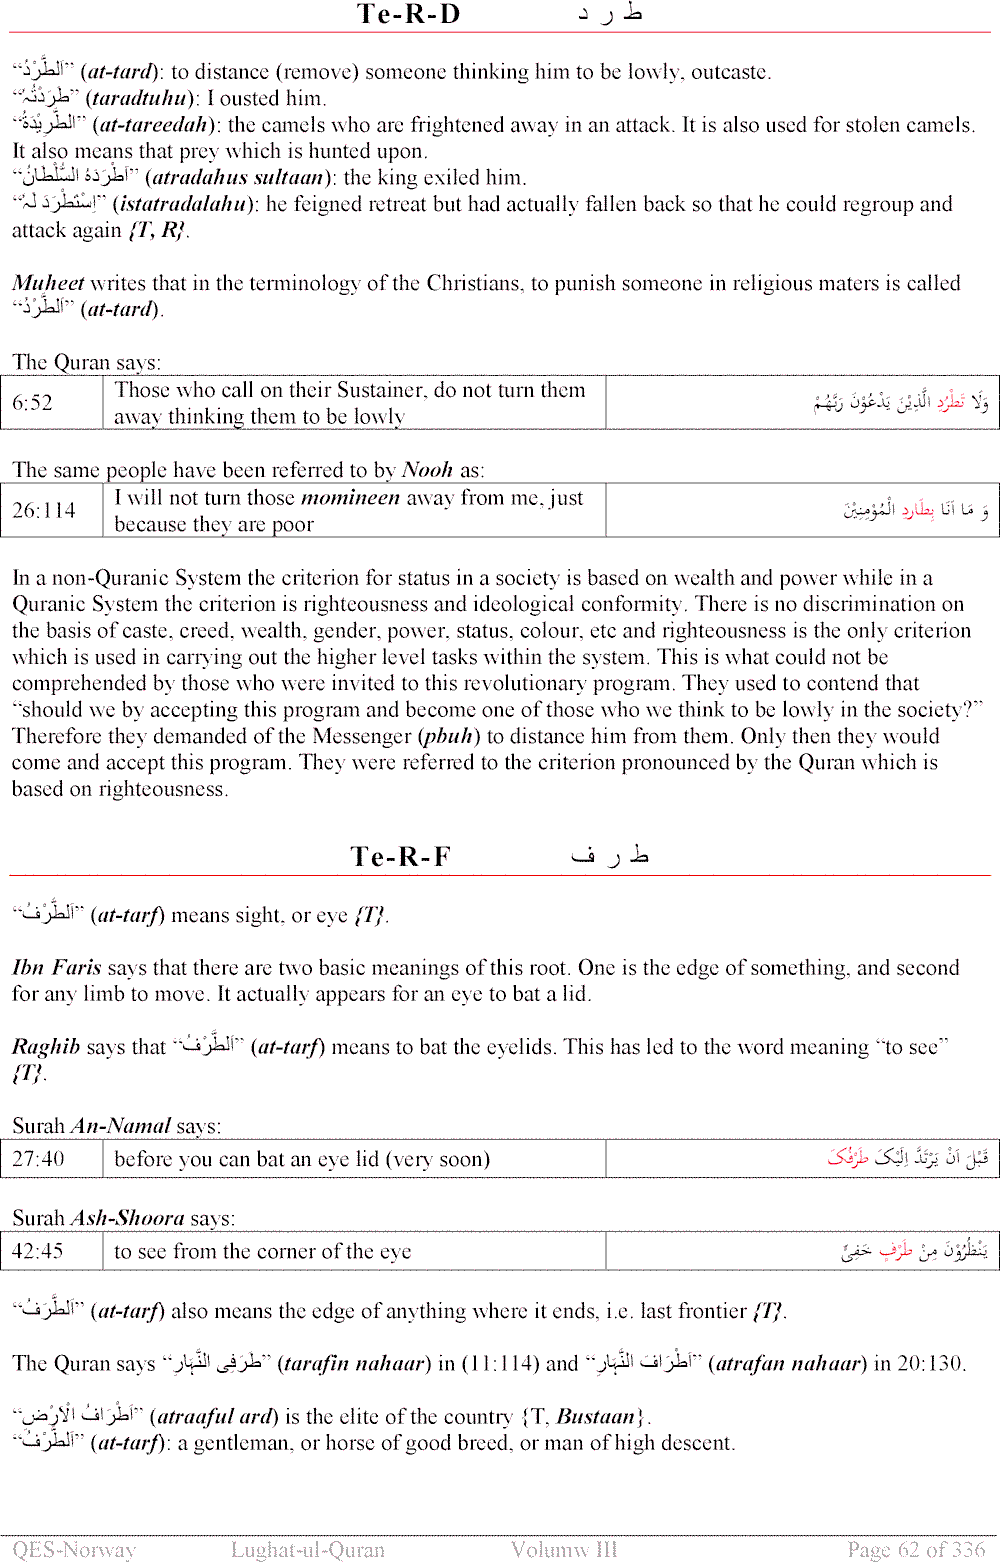 Te-R-D ط ر د
“اَلطَّرْدُ” (at-tard): to distance (remove) someone thinking him to be lowly, outcaste.
“طَرَدْتُہٗ” (taradtuhu): I ousted him.
“الطَّرِیْدَۃُ” (at-tareedah): the camels who are frightened away in an attack. It is also used for stolen camels.
It also means that prey which is hunted upon.
“اَطْرَدَہُ السُّلْطَانُ” (atradahus sultaan): the king exiled him.
“اِسْتَطْرَدَ لَہٗ” (istatradalahu): he feigned retreat but had actually fallen back so that he could regroup and
attack again {T, R}.
Muheet writes that in the terminology of the Christians, to punish someone in religious maters is called
“اَلطَّرْدُ” (at-tard).
The Quran says:
6:52 Those who call on their Sustainer, do not turn them وَلَا تَطْرُدِ الَّذِیْنَ یَدْعُوْنَ رَبَّہُمْ
away thinking them to be lowly
The same people have been referred to by Nooh as:
26:114 I will not turn those momineen away from me, just وَ مَا اَنَا بِطَارِدِ الْمُؤْمِنِیْنَ
because they are poor
In a non-Quranic System the criterion for status in a society is based on wealth and power while in a
Quranic System the criterion is righteousness and ideological conformity. There is no discrimination on
the basis of caste, creed, wealth, gender, power, status, colour, etc and righteousness is the only criterion
which is used in carrying out the higher level tasks within the system. This is what could not be
comprehended by those who were invited to this revolutionary program. They used to contend that
“should we by accepting this program and become one of those who we think to be lowly in the society?”
Therefore they demanded of the Messenger (pbuh) to distance him from them. Only then they would
come and accept this program. They were referred to the criterion pronounced by the Quran which is
based on righteousness.
Te-R-F ط ر ف
“اَلطَّرْفُ” (at-tarf) means sight, or eye {T}.
Ibn Faris says that there are two basic meanings of this root. One is the edge of something, and second
for any limb to move. It actually appears for an eye to bat a lid.
Raghib says that “اَلطَّرْفُ” (at-tarf) means to bat the eyelids. This has led to the word meaning “to see”
{T}.
Surah An-Namal says:
27:40 before you can bat an eye lid (very soon) قَبْلَ اَنْ یَرْتَدَّ اِلَیْکَ طَرْفُکَ
Surah Ash-Shoora says:
42:45 to see from the corner of the eye یَنْظُرُوْنَ مِنْ طَرْفٍ خَفِیٍّ
“اَلطَّرَفُ” (at-tarf) also means the edge of anything where it ends, i.e. last frontier {T}.
The Quran says “طَرَفِی النَّہَارِ” (tarafin nahaar) in (11:114) and “اَطْرَافَ النَّہَارِ” (atrafan nahaar) in 20:130.
“اَطْرَافُ الْاَرْضِ” (atraaful ard) is the elite of the country {T, Bustaan}.
“اَلطَّرْفُ” (at-tarf): a gentleman, or horse of good breed, or man of high descent.
QES-Norway Lughat-ul-Quran Volumw III Page 62 of 336